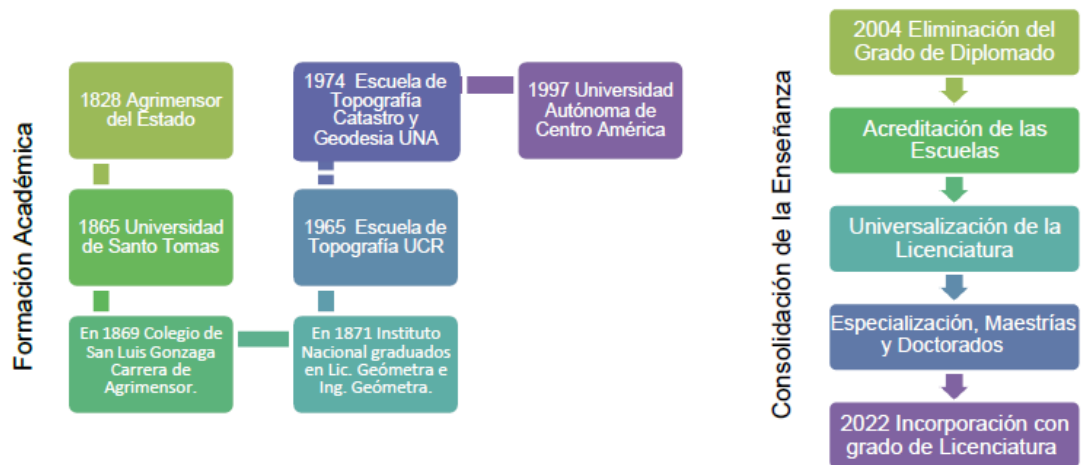 Formación Académica
1828 Agrimensor
del Estado
1865 Universidad
de Santo Tomas
En 1869 Colegio de
San Luis Gonzaga
Carrera de
Agrimensor.
En 1871 Instituto
Nacional graduados
en Lic. Geómetra e
Ing. Geómetra.
1965 Escuela de
Topografía UCR
1974 Escuela de
Topografía
Catastro y
Geodesia UNA
1997 Universidad
Autónoma de
Centro América
Consolidación de la Enseñanza
2004 Eliminación del
Grado de Diplomado
Acreditación de las
Escuelas
Universalización de la
Licenciatura
Especialización, Maestrías
y Doctorados
2022 Incorporación con
grado de Licenciatura